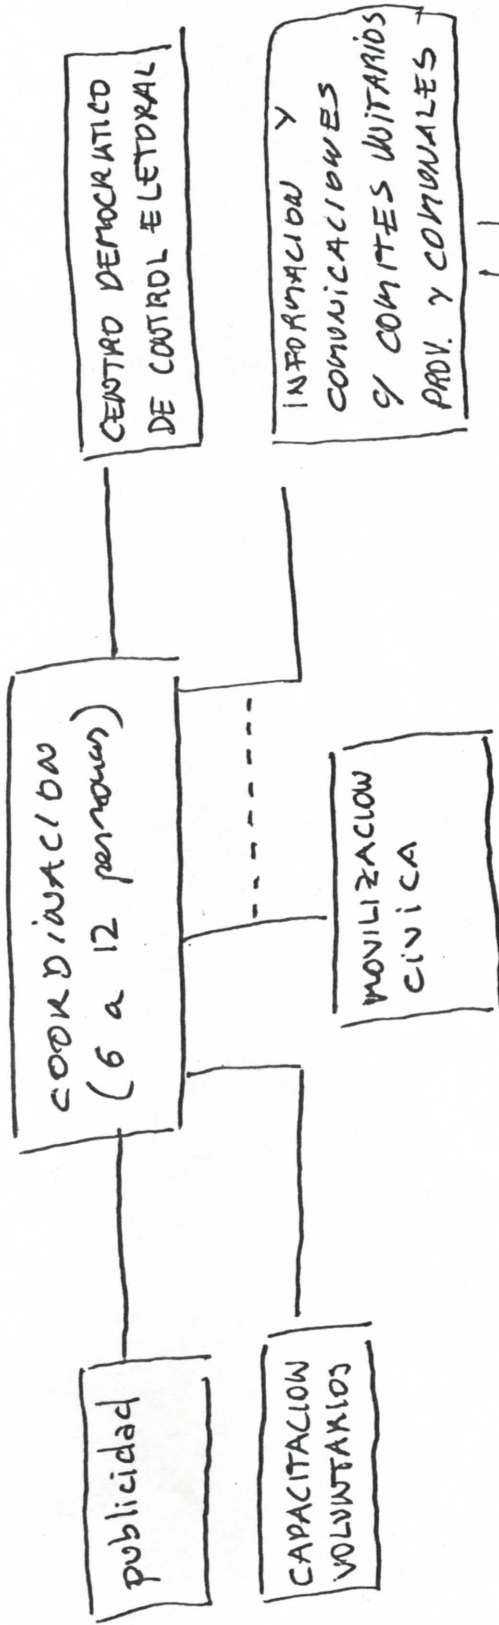 COORDINACION
(6 a 12 personas)
publicidad
CENTRO DEMOCRATICO
DE CONTROL ELETORAL
CAPACITACION
VOLUNTARIOS
MOVILIZACION
CIVICA
INFORMACION Y
COMUNICACIONES
c/ COMITES UNITARIOS
PROV. Y COMUNALES